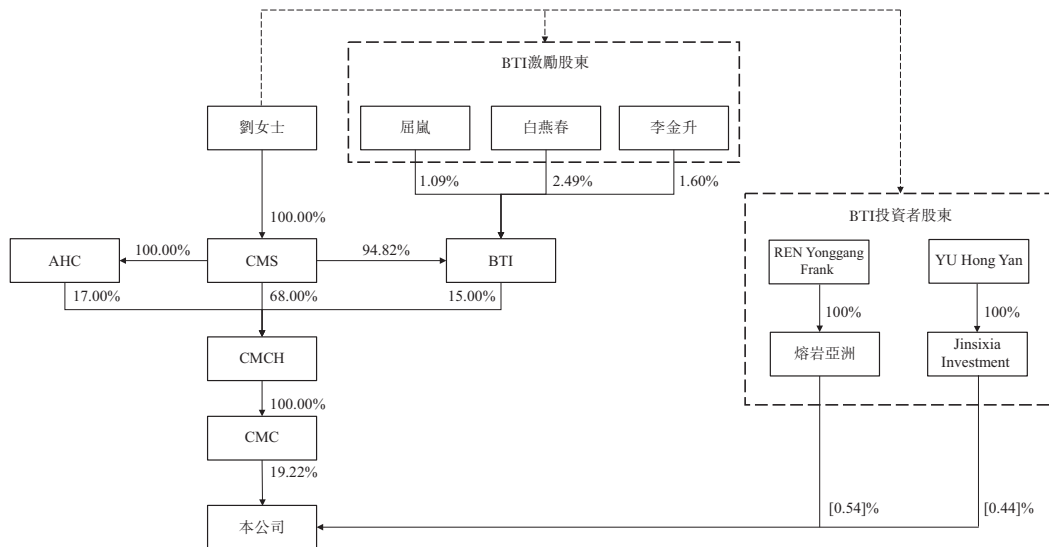 BTI激勵股東
劉女士
屈嵐
白燕春
李金升
1.09%
2.49%
1.60%
BTI投資者股東
100.00%
AHC
100.00%
CMS
94.82%
BTI
REN Yonggang
Frank
YU Hong Yan
17.00%
68.00%
15.00%
100%
100%
CMCH
熔岩亞洲
Jinsixia
Investment
100.00%
CMC
19.22%
本公司
[0.54]%
[0.44]%